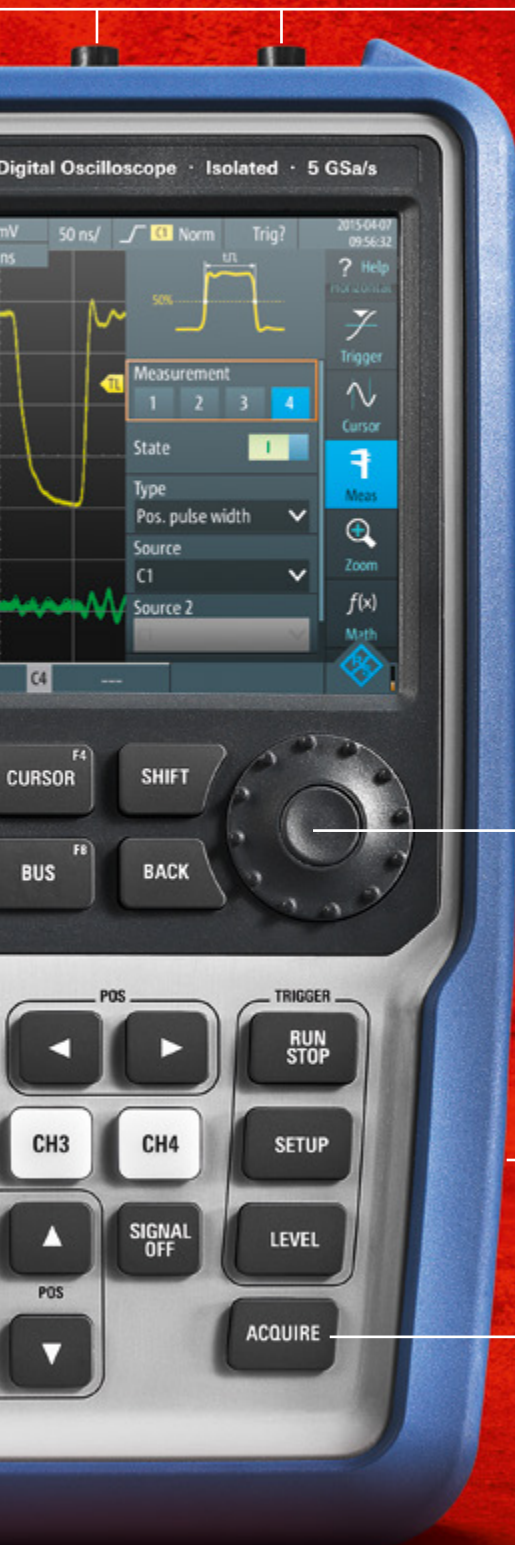 Digital Oscilloscope · Isolated · 5 GSa/s
mV 50 ns/ C1 Norm Trig? 2015-04-07
09:56:32
ns
? Help
Horizontal
50%
Trigger
TL
Measurement
1 2 3 4
Cursor
State I
Meas
Type
Pos. pulse width
Zoom
Source
C1
f(x)
Math
Source 2
C4 ---
CURSOR F4
SHIFT
BUS F8
BACK
POS
TRIGGER
RUN
STOP
CH3 CH4 SETUP
SIGNAL
OFF
LEVEL
POS
ACQUIRE